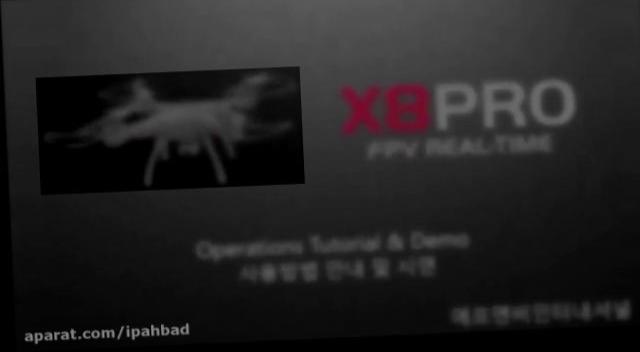 X8PRO
FPV REAL-TIME
Operations Tutorial & Demo
사용방법 안내 및 시연
aparat.com/ipahbad